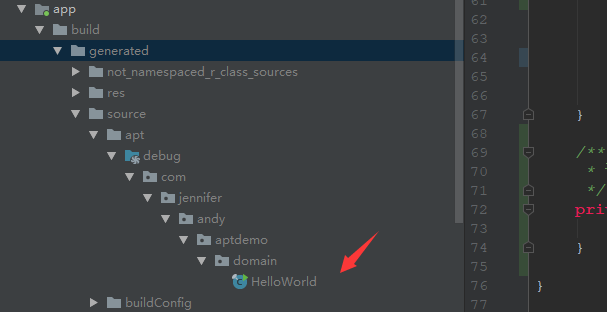 app
build
generated
not_namespaced_r_class_sources
res
source
apt
debug
com
jennifer
andy
aptdemo
domain
HelloWorld
buildConfig
61
62
63
64
65
66
67 }
68
69 /**
70 *
71 */
72 pri
73
74 }
75
76 }
77